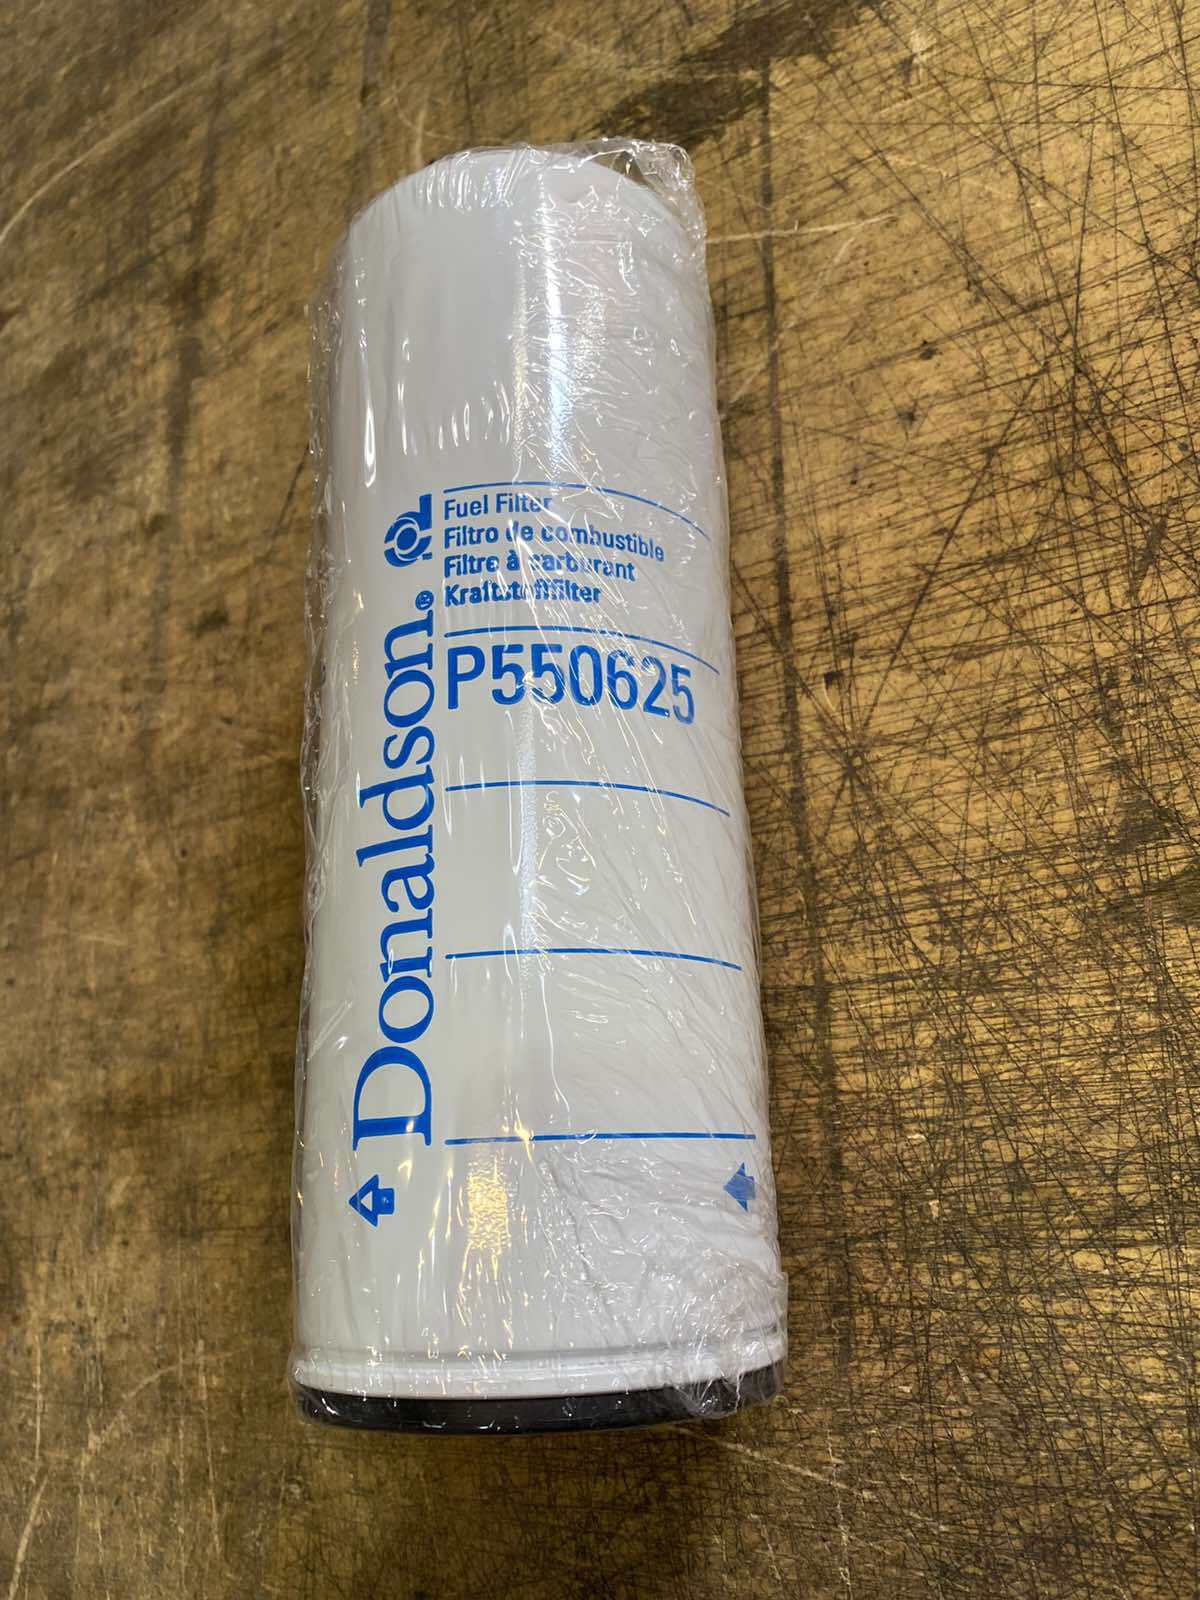 Donaldson®
Fuel Filter
Filtro de combustible
Filtre à carburant
Kraftstofffilter
P550625